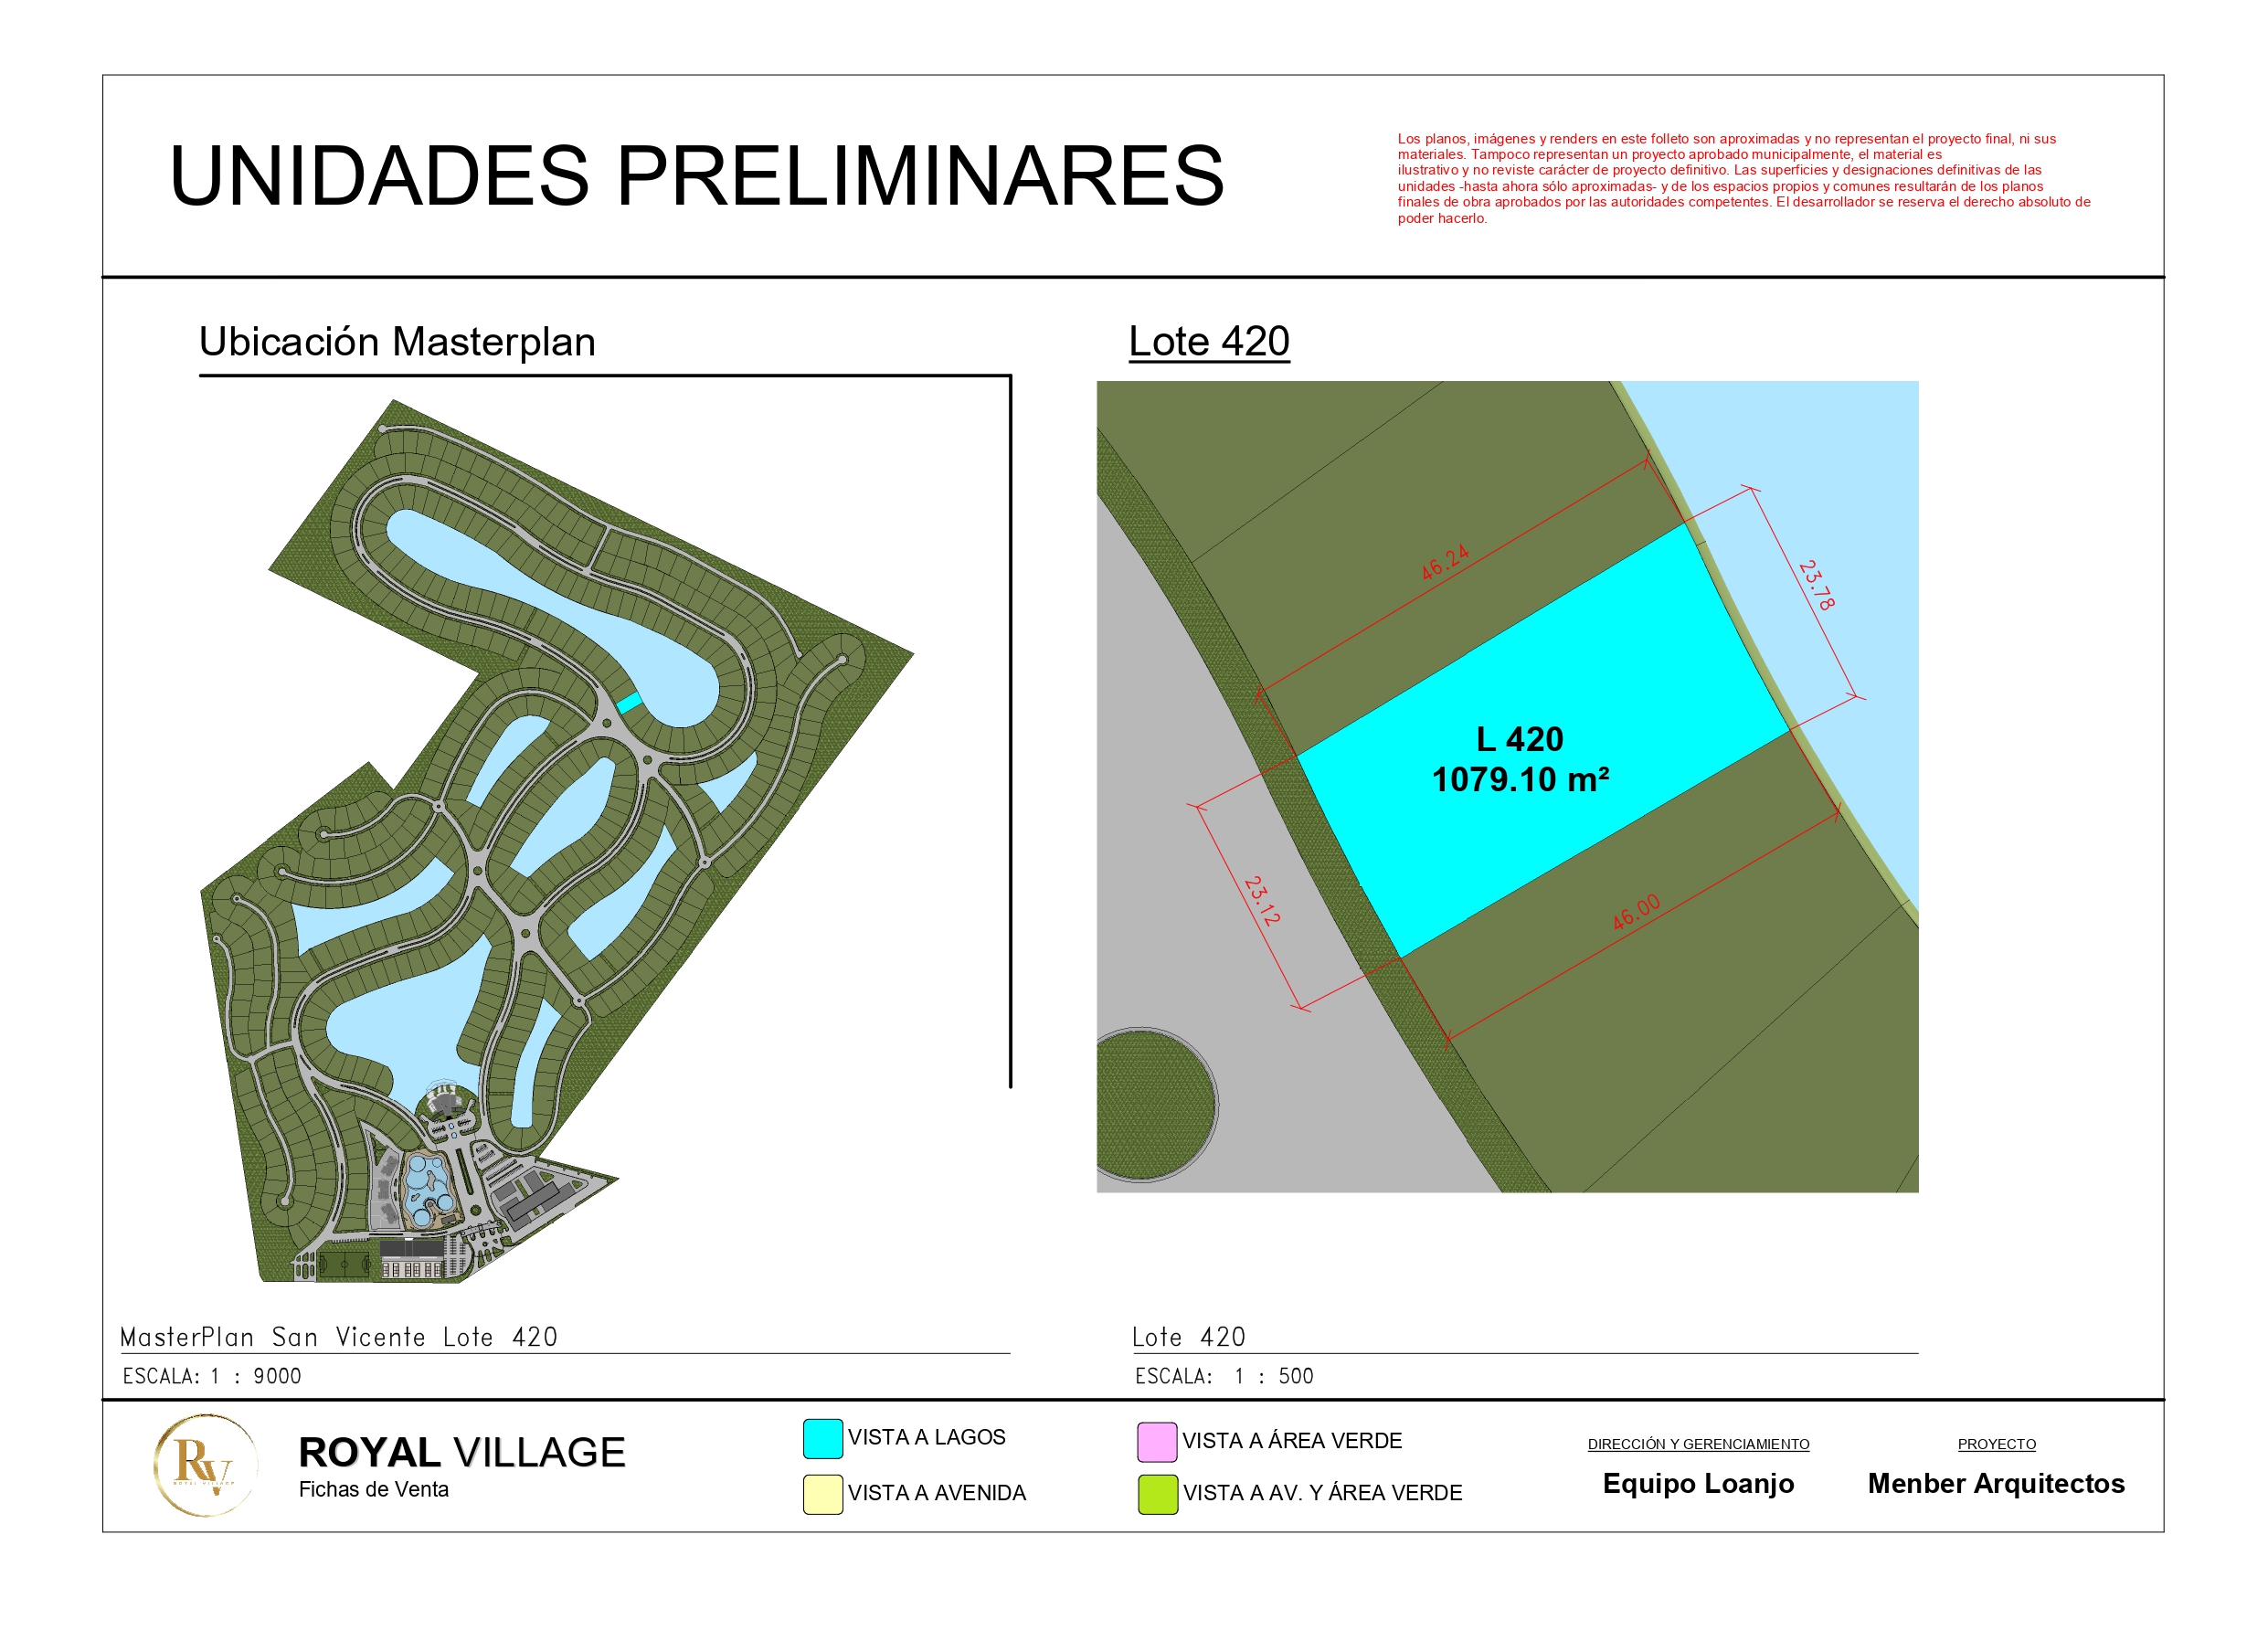 UNIDADES PRELIMINARES
Los planos, imágenes y renders en este folleto son aproximadas y no representan el proyecto final, ni sus
materiales. Tampoco representan un proyecto aprobado municipalmente, el material es
ilustrativo y no reviste carácter de proyecto definitivo. Las superficies y designaciones definitivas de las
unidades -hasta ahora sólo aproximadas- y de los espacios propios y comunes resultarán de los planos
finales de obra aprobados por las autoridades competentes. El desarrollador se reserva el derecho absoluto de
poder hacerlo.
Ubicación Masterplan
Lote 420
46.24
23.78
L 420
1079.10 m²
23.12
46.00
MasterPlan San Vicente Lote 420
ESCALA: 1 : 9000
Lote 420
ESCALA: 1 : 500
RV
ROYAL VILLAGE
ROYAL VILLAGE
Fichas de Venta
VISTA A LAGOS
VISTA A AVENIDA
VISTA A ÁREA VERDE
VISTA A AV. Y ÁREA VERDE
DIRECCIÓN Y GERENCIAMIENTO
Equipo Loanjo
PROYECTO
Menber Arquitectos